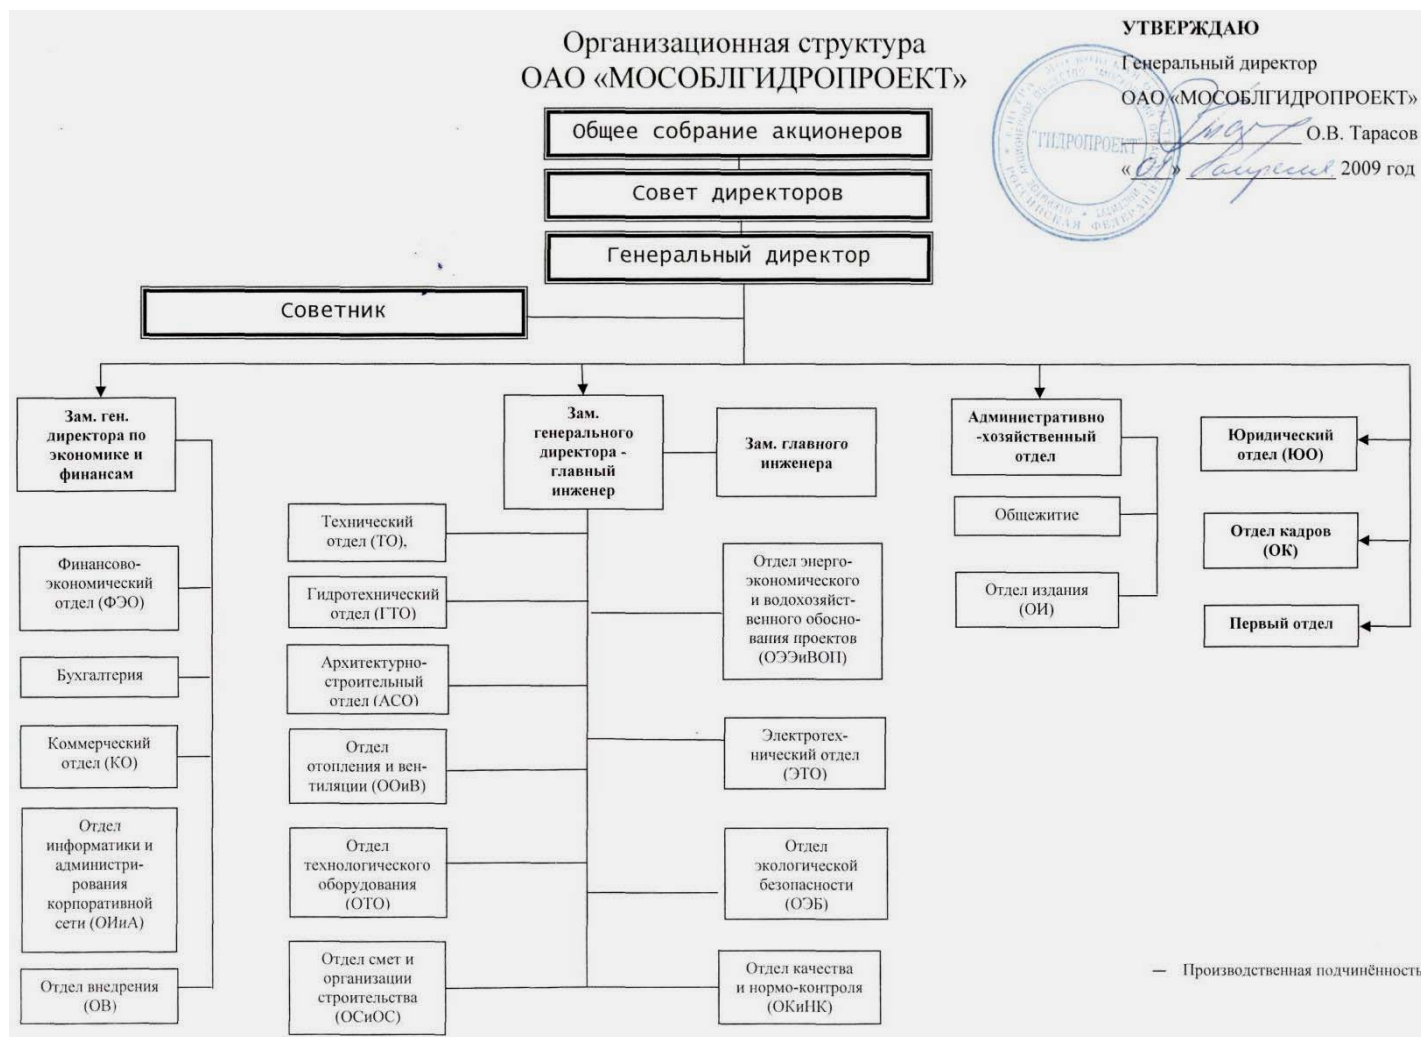 Организационная структура
ОАО «МОСОБЛГИДРОПРОЕКТ»
УТВЕРЖДАЮ
Генеральный директор
ОАО «МОСОБЛГИДРОПРОЕКТ»
О.В. Тарасов
«01» апреля 2009 год
"ГИДРОПРОЕКТ"
РОССИЙСКАЯ ФЕДЕРАЦИЯ
Общее собрание акционеров
Совет директоров
Генеральный директор
Советник
Зам. ген.
директора по
экономике и
финансам
Финансово-
экономический
отдел (ФЭО)
Бухгалтерия
Коммерческий
отдел (КО)
Отдел
информатики и
администри-
рования
корпоративной
сети (ОИиА)
Отдел внедрения
(ОВ)
Зам.
генерального
директора -
главный
инженер
Зам. главного
инженера
Технический
отдел (ТО),
Гидротехнический
отдел (ГТО)
Архитектурно-
строительный
отдел (АСО)
Отдел
отопления и вен-
тиляции (ООиВ)
Отдел
технологического
оборудования
(ОТО)
Отдел смет и
организации
строительства
(ОСиОС)
Отдел энерго-
экономического
и водохозяйст-
венного обосно-
вания проектов
(ОЭЭиВОП)
Электротех-
нический отдел
(ЭТО)
Отдел
экологической
безопасности
(ОЭБ)
Отдел качества
и нормо-контроля
(ОКиНК)
Административно
-хозяйственный
отдел
Общежитие
Отдел издания
(ОИ)
Юридический
отдел (ЮО)
Отдел кадров
(ОК)
Первый отдел
— Производственная подчинённость